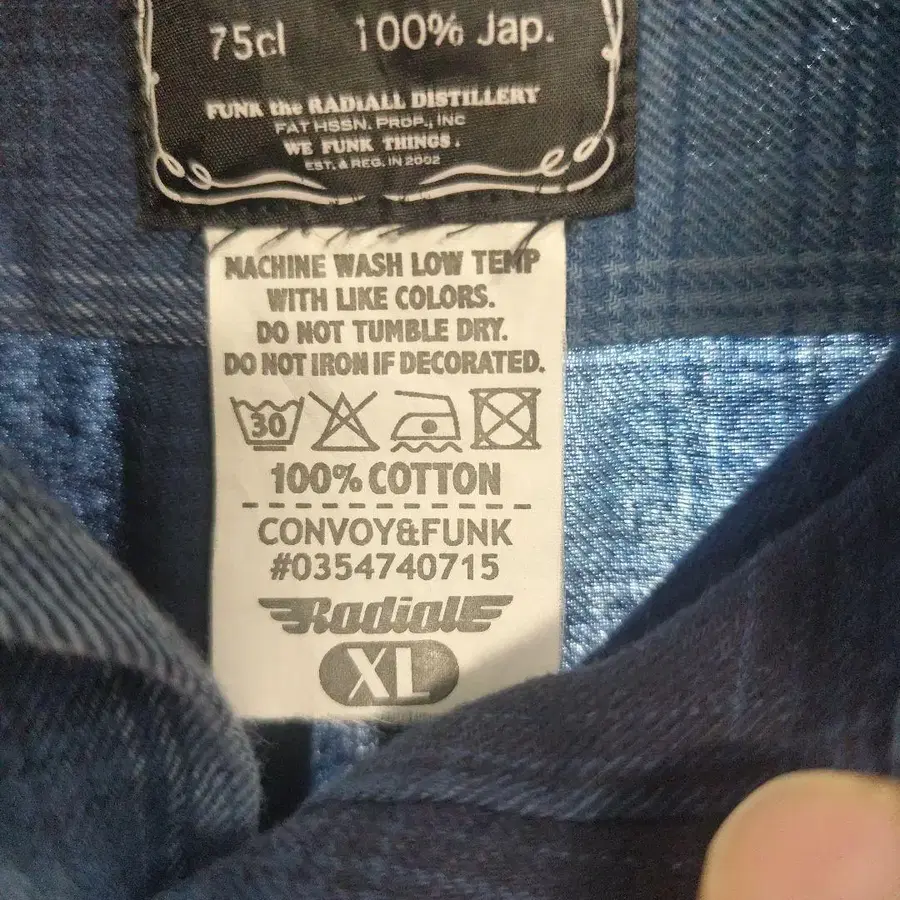 75cl 100% Jap.
FUNK the RADIALL DISTILLERY
FAT HSSN. PROP., INC
WE FUNK THINGS.
EST. & REG. IN 2002
MACHINE WASH LOW TEMP
WITH LIKE COLORS.
DO NOT TUMBLE DRY.
DO NOT IRON IF DECORATED.
30
100% COTTON
CONVOY&FUNK
#0354740715
Radiall
XL